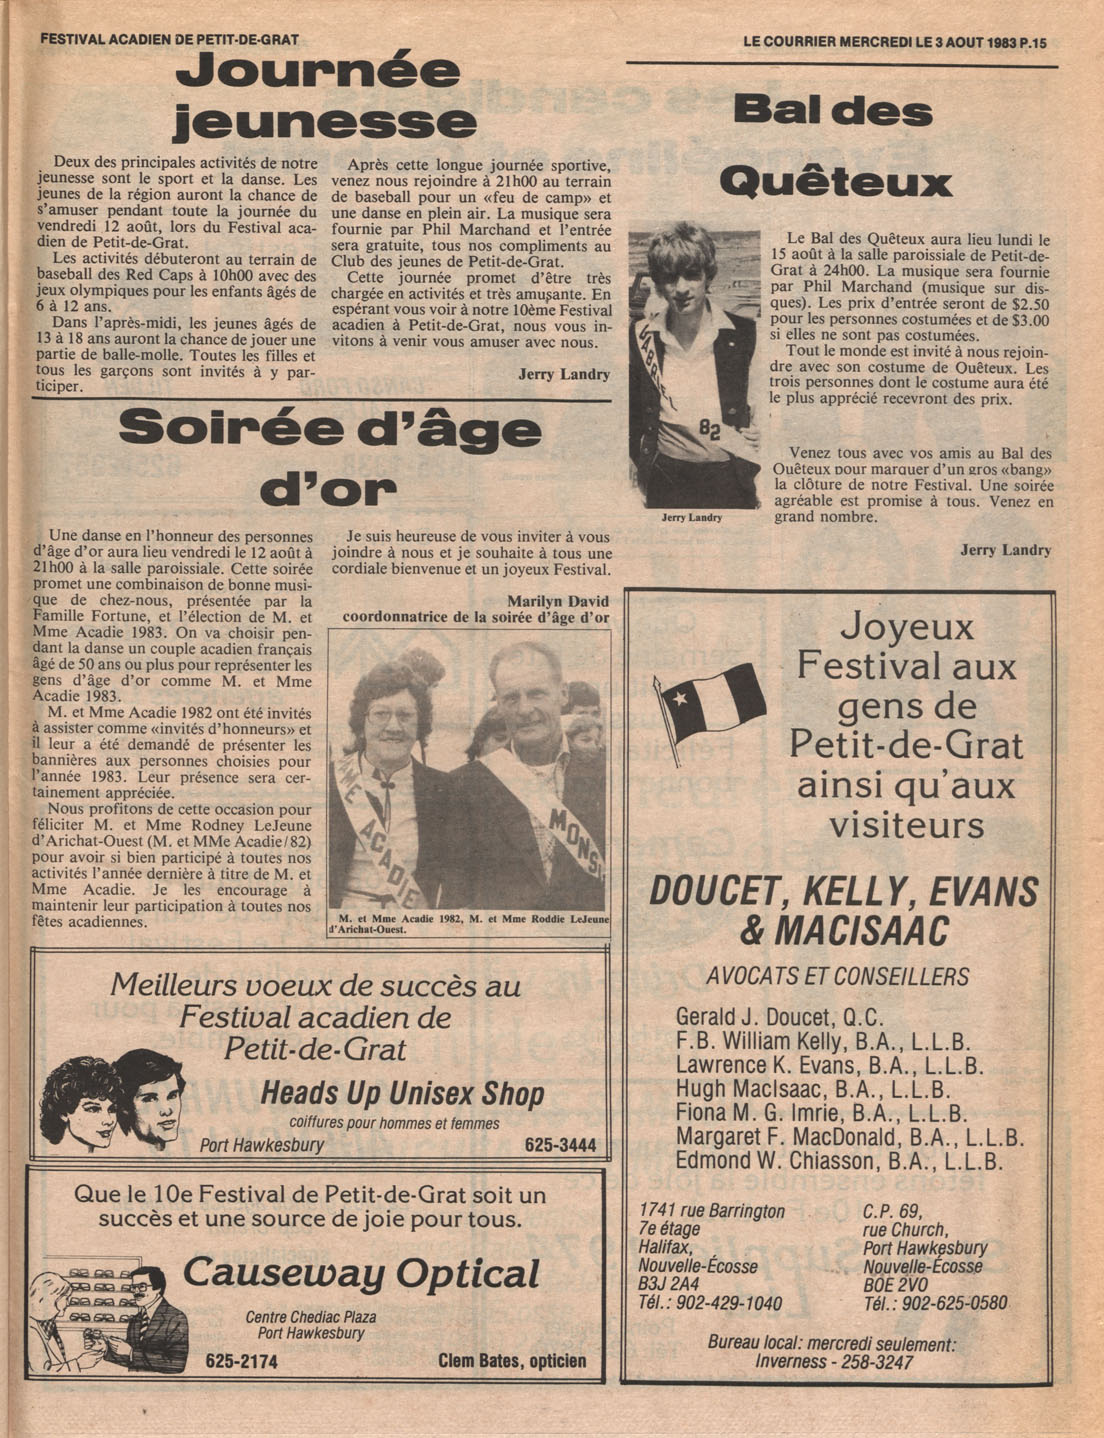 FESTIVAL ACADIEN DE PETIT-DE-GRAT
LE COURRIER MERCREDI LE 3 AOUT 1983 P.15
Journée
jeunesse
Deux des principales activités de notre
jeunesse sont le sport et la danse. Les
jeunes de la région auront la chance de
s'amuser pendant toute la journée du
vendredi 12 août, lors du Festival aca-
dien de Petit-de-Grat.
Les activités débuteront au terrain de
baseball des Red Caps à 10h00 avec des
jeux olympiques pour les enfants âgés de
6 à 12 ans.
Dans l'après-midi, les jeunes âgés de
13 à 18 ans auront la chance de jouer une
partie de balle-molle. Toutes les filles et
tous les garçons sont invités à y par-
ticiper.
Après cette longue journée sportive,
venez nous rejoindre à 21h00 au terrain
de baseball pour un «feu de camp» et
une danse en plein air. La musique sera
fournie par Phil Marchand et l'entrée
sera gratuite, tous nos compliments au
Club des jeunes de Petit-de-Grat.
Cette journée promet d'être très
chargée en activités et très amusante. En
espérant vous voir à notre 10ème Festival
acadien à Petit-de-Grat, nous vous in-
vitons à venir vous amuser avec nous.
Jerry Landry
Soirée d'âge
d'or
Une danse en l'honneur des personnes
d'âge d'or aura lieu vendredi le 12 août à
21h00 à la salle paroissiale. Cette soirée
promet une combinaison de bonne musi-
que de chez-nous, présentée par la
Famille Fortune, et l'élection de M. et
Mme Acadie 1983. On va choisir pen-
dant la danse un couple acadien français
âgé de 50 ans ou plus pour représenter les
gens d'âge d'or comme M. et Mme
Acadie 1983.
M. et Mme Acadie 1982 ont été invités
à assister comme «invités d'honneurs» et
il leur a été demandé de présenter les
bannières aux personnes choisies pour
l'année 1983. Leur présence sera cer-
tainement appréciée.
Nous profitons de cette occasion pour
féliciter M. et Mme Rodney LeJeune
d'Arichat-Ouest (M. et MMe Acadie/82)
pour avoir si bien participé à toutes nos
activités l'année dernière à titre de M. et
Mme Acadie. Je les encourage à
maintenir leur participation à toutes nos
fêtes acadiennes.
Je suis heureuse de vous inviter à vous
joindre à nous et je souhaite à tous une
cordiale bienvenue et un joyeux Festival.
Marilyn David
coordonnatrice de la soirée d'âge d'or
MME ACADIE
MONS
M. et Mme Acadie 1982, M. et Mme Roddie LeJeune
d'Arichat-Ouest.
Bal des
Quêteux
GABRIEL
82
Jerry Landry
Le Bal des Quêteux aura lieu lundi le
15 août à la salle paroissiale de Petit-de-
Grat à 24h00. La musique sera fournie
par Phil Marchand (musique sur dis-
ques). Les prix d'entrée seront de $2.50
pour les personnes costumées et de $3.00
si elles ne sont pas costumées.
Tout le monde est invité à nous rejoin-
dre avec son costume de Quêteux. Les
trois personnes dont le costume aura été
le plus apprécié recevront des prix.
Venez tous avec vos amis au Bal des
Quêteux pour marquer d'un gros «bang»
la clôture de notre Festival. Une soirée
agréable est promise à tous. Venez en
grand nombre.
Jerry Landry
Meilleurs voeux de succès au
Festival acadien de
Petit-de-Grat
Heads Up Unisex Shop
coiffures pour hommes et femmes
Port Hawkesbury 625-3444
Que le 10e Festival de Petit-de-Grat soit un
succès et une source de joie pour tous.
Causeway Optical
Centre Chediac Plaza
Port Hawkesbury
625-2174 Clem Bates, opticien
Joyeux
Festival aux
gens de
Petit-de-Grat
ainsi qu'aux
visiteurs
DOUCET, KELLY, EVANS
& MACISAAC
AVOCATS ET CONSEILLERS
Gerald J. Doucet, Q.C.
F.B. William Kelly, B.A., L.L.B.
Lawrence K. Evans, B.A., L.L.B.
Hugh MacIsaac, B.A., L.L.B.
Fiona M. G. Imrie, B.A., L.L.B.
Margaret F. MacDonald, B.A., L.L.B.
Edmond W. Chiasson, B.A., L.L.B.
1741 rue Barrington
7e étage
Halifax,
Nouvelle-Écosse
B3J 2A4
Tél.: 902-429-1040
C.P. 69,
rue Church,
Port Hawkesbury
Nouvelle-Écosse
BOE 2VO
Tél.: 902-625-0580
Bureau local: mercredi seulement:
Inverness - 258-3247